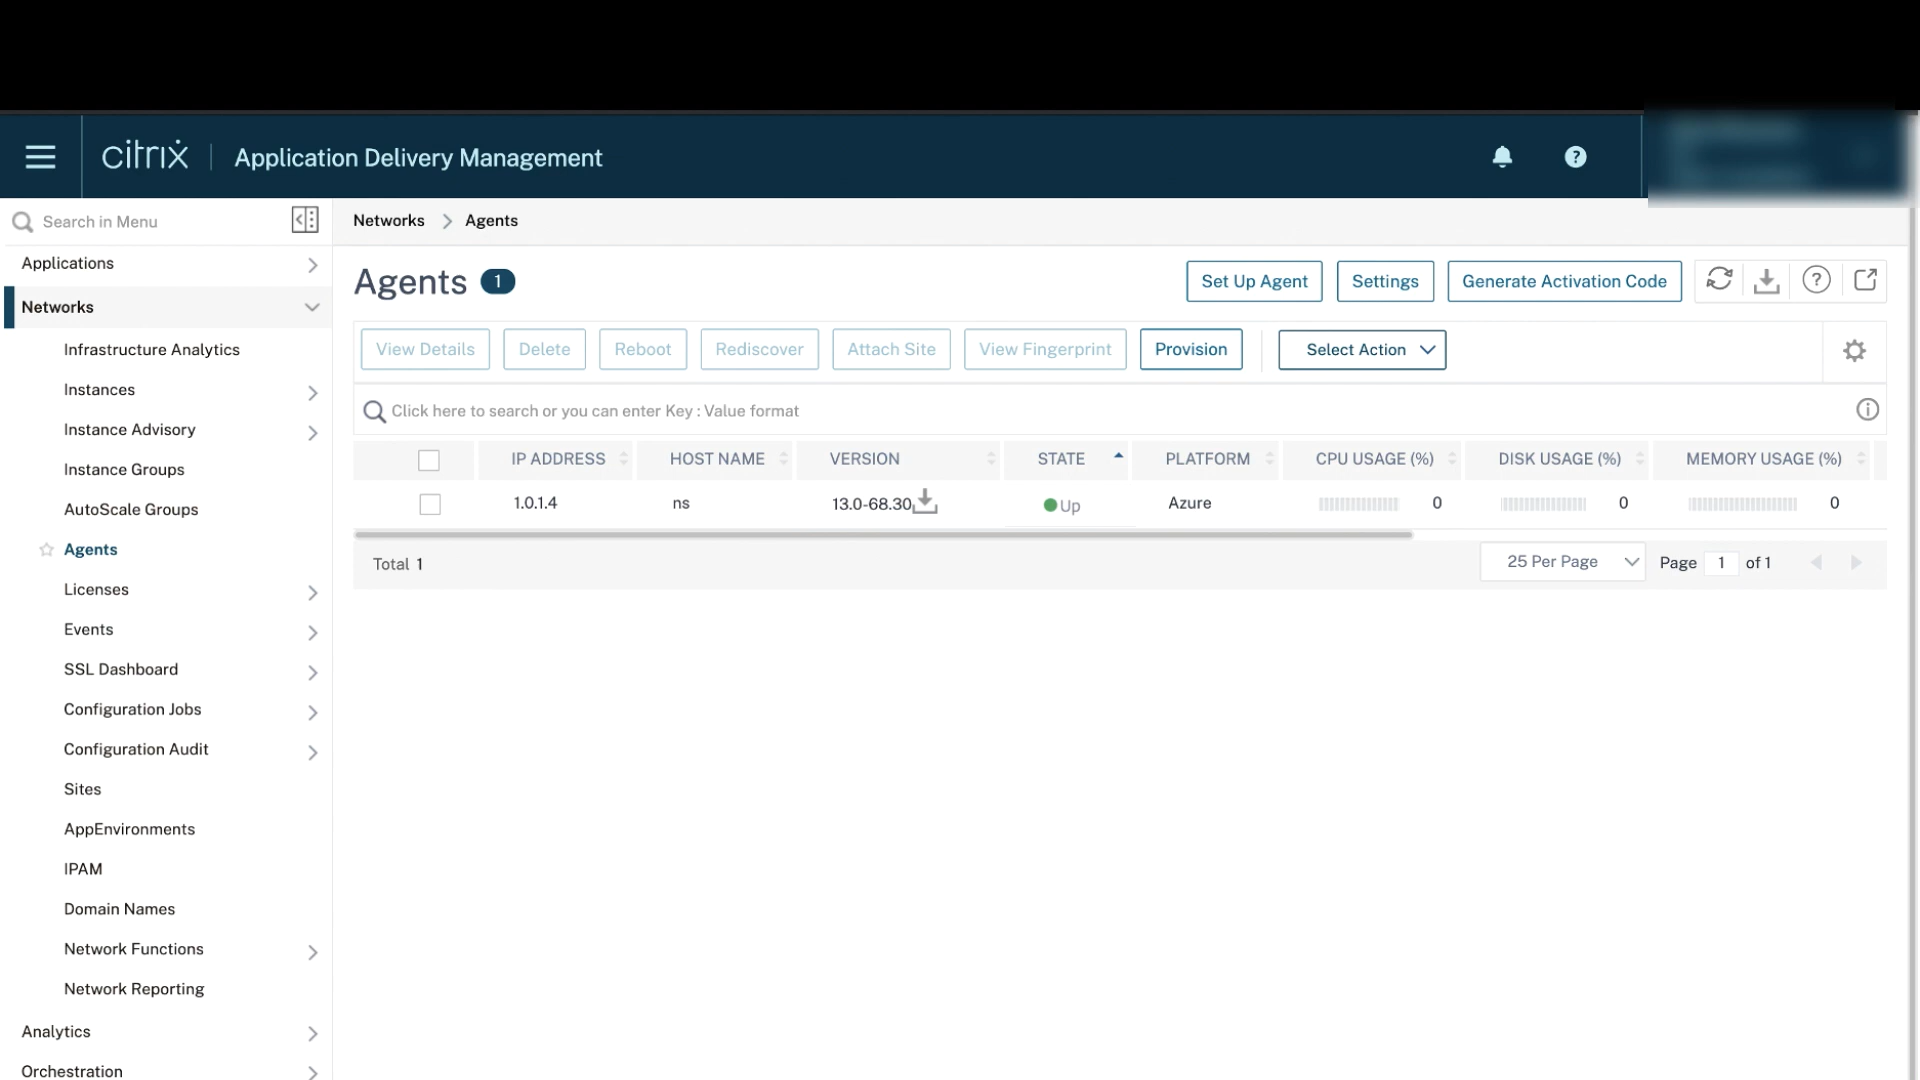 citrix
Application Delivery Management
?
Search in Menu
Networks > Agents
Applications
Networks
Infrastructure Analytics
Instances
Instance Advisory
Instance Groups
AutoScale Groups
Agents
Licenses
Events
SSL Dashboard
Configuration Jobs
Configuration Audit
Sites
AppEnvironments
IPAM
Domain Names
Network Functions
Network Reporting
Analytics
Orchestration
Agents 1
Set Up Agent Settings Generate Activation Code ?
View Details Delete Reboot Rediscover Attach Site View Fingerprint Provision Select Action
Click here to search or you can enter Key : Value format
IP ADDRESS HOST NAME VERSION STATE PLATFORM CPU USAGE (%) DISK USAGE (%) MEMORY USAGE (%)
1.0.1.4 ns 13.0-68.30 Up Azure 0 0 0
Total 1 25 Per Page Page 1 of 1